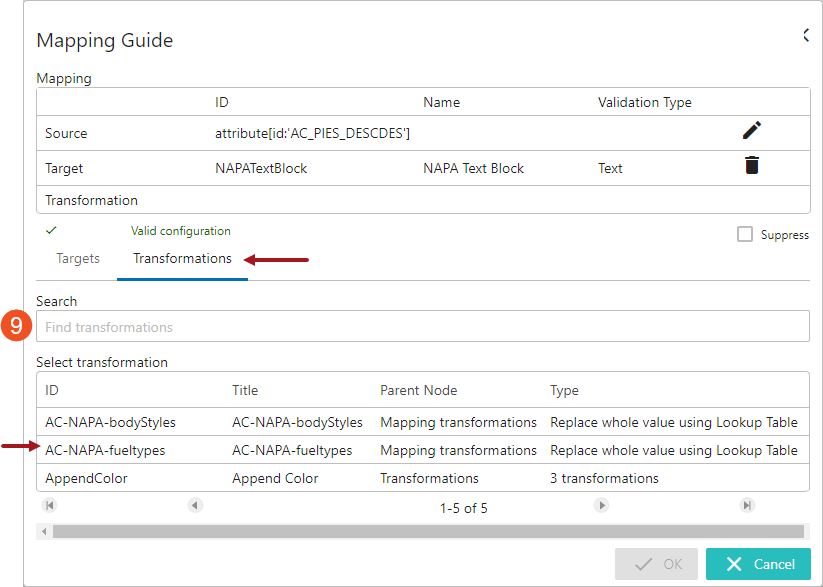 Mapping Guide
Mapping
ID Name Validation Type
Source attribute[id:'AC_PIES_DESCDES']
Target NAPATextBlock NAPA Text Block Text
Transformation
Valid configuration
Suppress
Targets Transformations
Search
9
Find transformations
Select transformation
ID Title Parent Node Type
AC-NAPA-bodyStyles AC-NAPA-bodyStyles Mapping transformations Replace whole value using Lookup Table
AC-NAPA-fueltypes AC-NAPA-fueltypes Mapping transformations Replace whole value using Lookup Table
AppendColor Append Color Transformations 3 transformations
1-5 of 5
OK Cancel